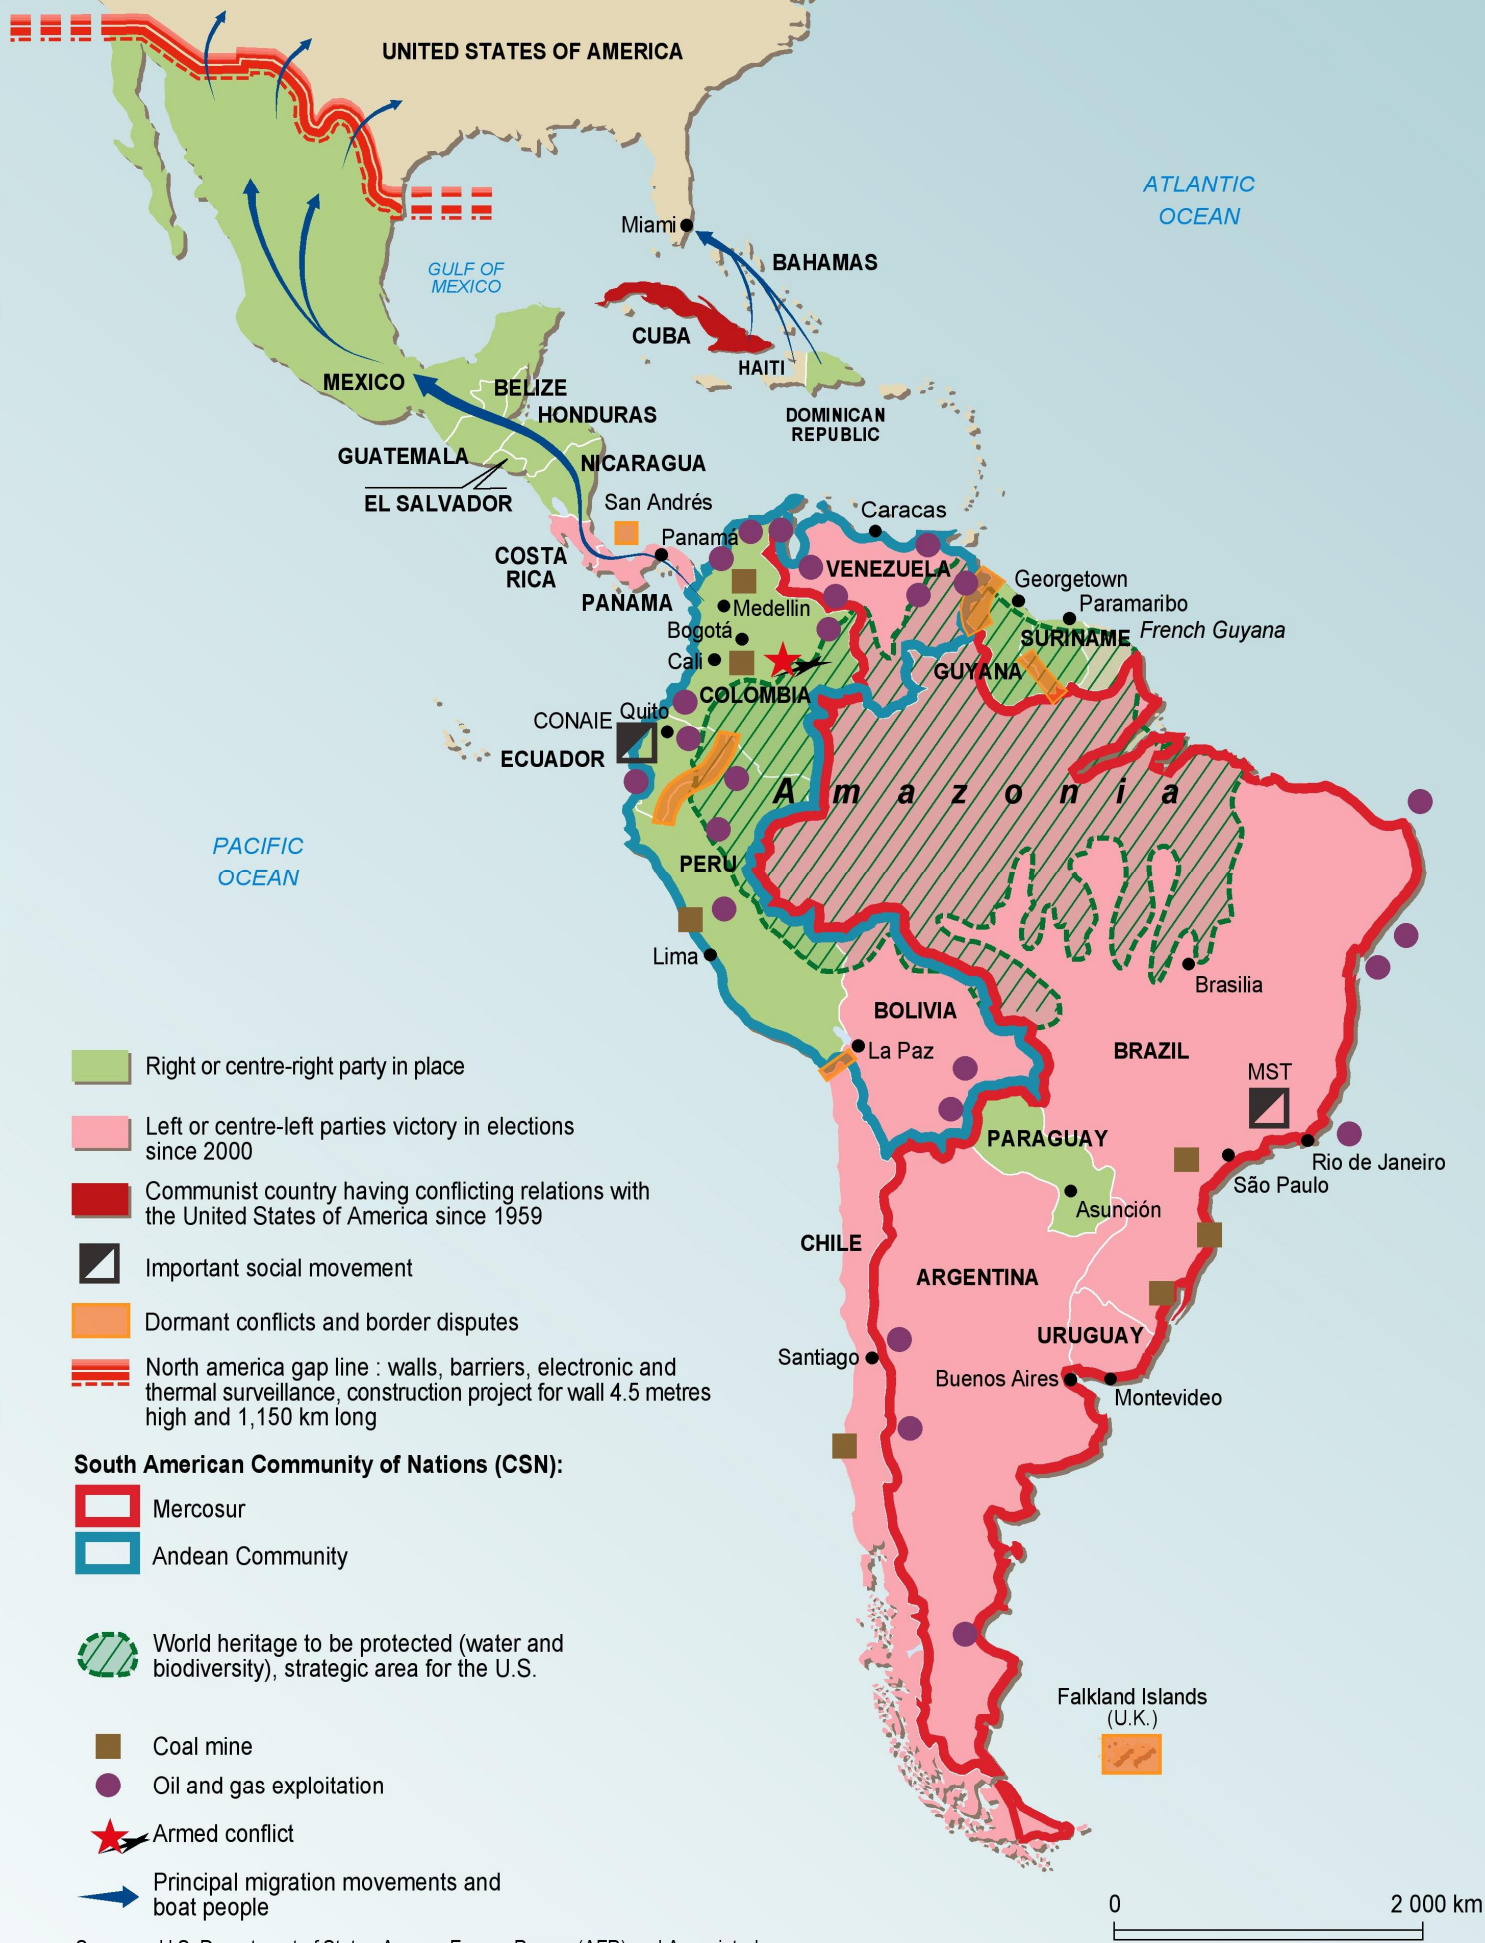 UNITED STATES OF AMERICA
ATLANTIC
OCEAN
Miami
BAHAMAS
GULF OF
MEXICO
CUBA
HAITI
MEXICO
BELIZE
HONDURAS
DOMINICAN
REPUBLIC
GUATEMALA
NICARAGUA
EL SALVADOR
San Andrés
Caracas
COSTA
RICA
Panamá
VENEZUELA
Georgetown
PANAMA
Medellin
Paramaribo
Bogotá
SURINAME
French Guyana
Cali
GUYANA
COLOMBIA
CONAIE
Quito
ECUADOR
Amazonia
PACIFIC
OCEAN
PERU
Lima
Brasilia
BOLIVIA
La Paz
BRAZIL
MST
PARAGUAY
Rio de Janeiro
São Paulo
Asunción
CHILE
ARGENTINA
URUGUAY
Santiago
Buenos Aires
Montevideo
Falkland Islands
(U.K.)
Right or centre-right party in place
Left or centre-left parties victory in elections
since 2000
Communist country having conflicting relations with
the United States of America since 1959
Important social movement
Dormant conflicts and border disputes
North america gap line : walls, barriers, electronic and
thermal surveillance, construction project for wall 4.5 metres
high and 1,150 km long
South American Community of Nations (CSN):
Mercosur
Andean Community
World heritage to be protected (water and
biodiversity), strategic area for the U.S.
Coal mine
Oil and gas exploitation
Armed conflict
Principal migration movements and
boat people
0 2 000 km